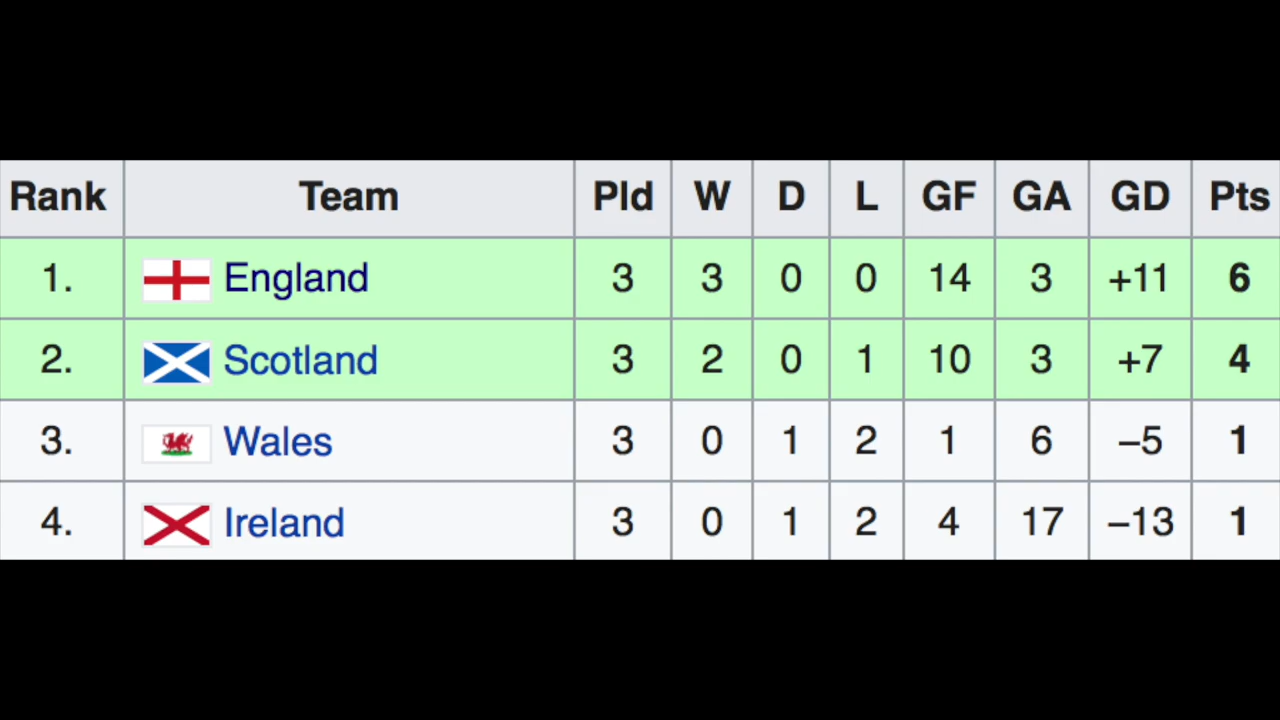 Rank Team Pld W D L GF GA GD Pts
1. England 3 3 0 0 14 3 +11 6
2. Scotland 3 2 0 1 10 3 +7 4
3. Wales 3 0 1 2 1 6 −5 1
4. Ireland 3 0 1 2 4 17 −13 1